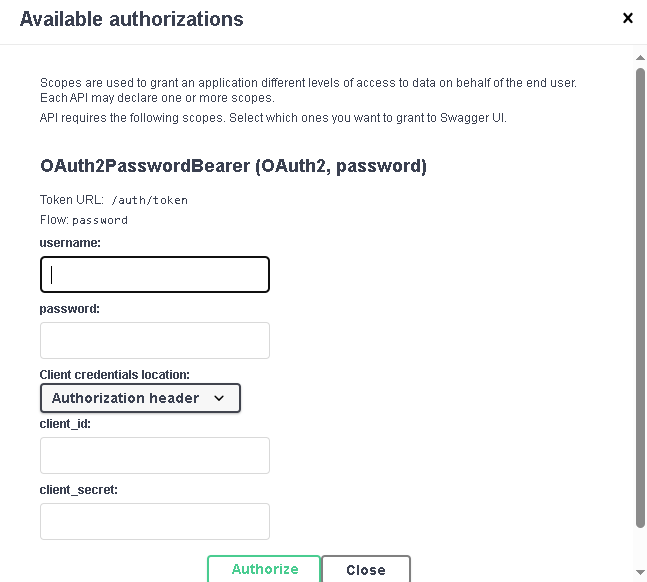 Available authorizations
Scopes are used to grant an application different levels of access to data on behalf of the end user.
Each API may declare one or more scopes.
API requires the following scopes. Select which ones you want to grant to Swagger UI.
OAuth2PasswordBearer (OAuth2, password)
Token URL: /auth/token
Flow: password
username:
password:
Client credentials location:
Authorization header
client_id:
client_secret:
Authorize Close